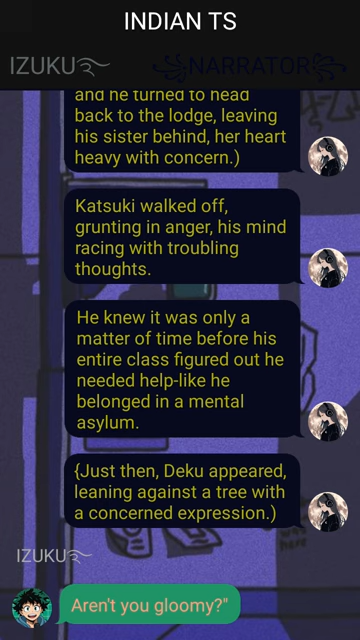 INDIAN TS
IZUKU
NARRATOR
and he turned to head
back to the lodge, leaving
his sister behind, her heart
heavy with concern.)
Katsuki walked off,
grunting in anger, his mind
racing with troubling
thoughts.
He knew it was only a
matter of time before his
entire class figured out he
needed help-like he
belonged in a mental
asylum.
{Just then, Deku appeared,
leaning against a tree with
a concerned expression.)
was
here
IZUKU
Aren't you gloomy?"